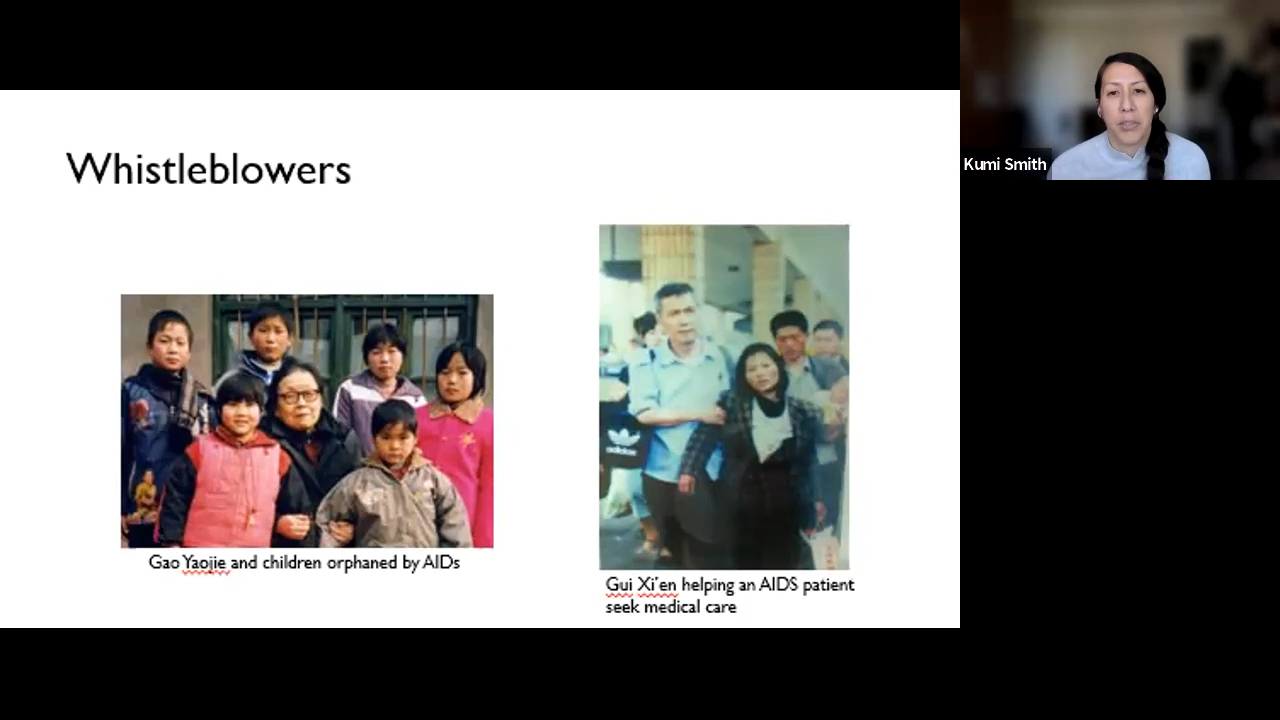 Whistleblowers
Kumi Smith
adidas
Gao Yaojie and children orphaned by AIDs
Gui Xi'en helping an AIDS patient
seek medical care